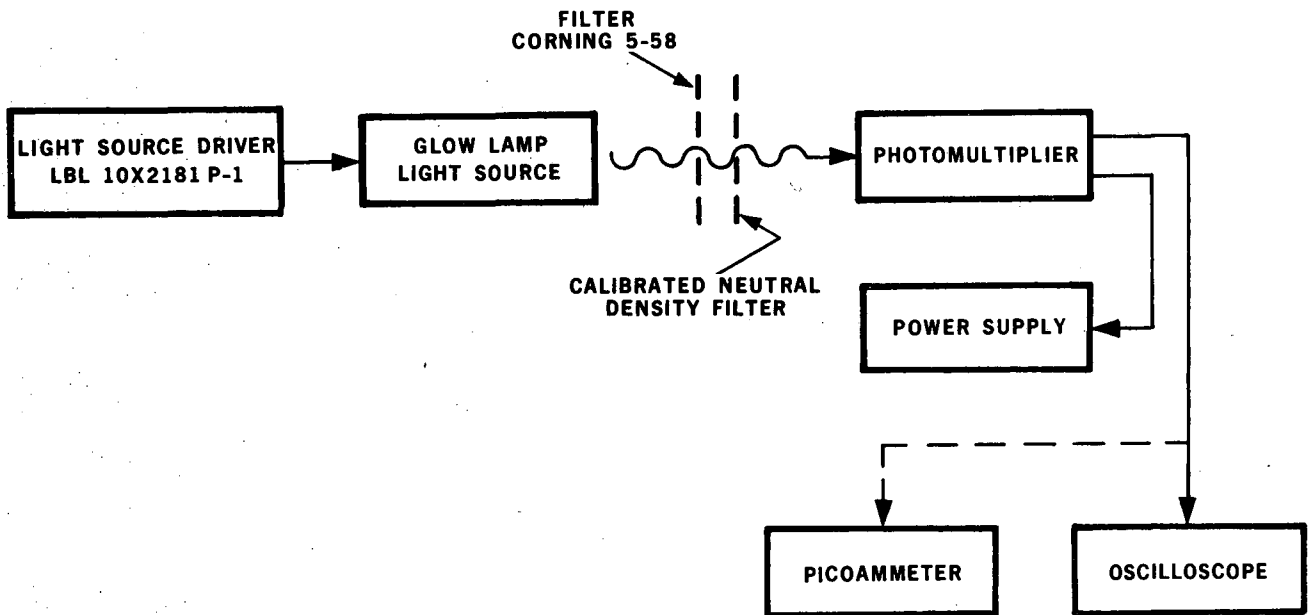 FILTER
CORNING 5-58
LIGHT SOURCE DRIVER
LBL 10X2181 P-1
GLOW LAMP
LIGHT SOURCE
PHOTOMULTIPLIER
CALIBRATED NEUTRAL
DENSITY FILTER
POWER SUPPLY
PICOAMMETER
OSCILLOSCOPE